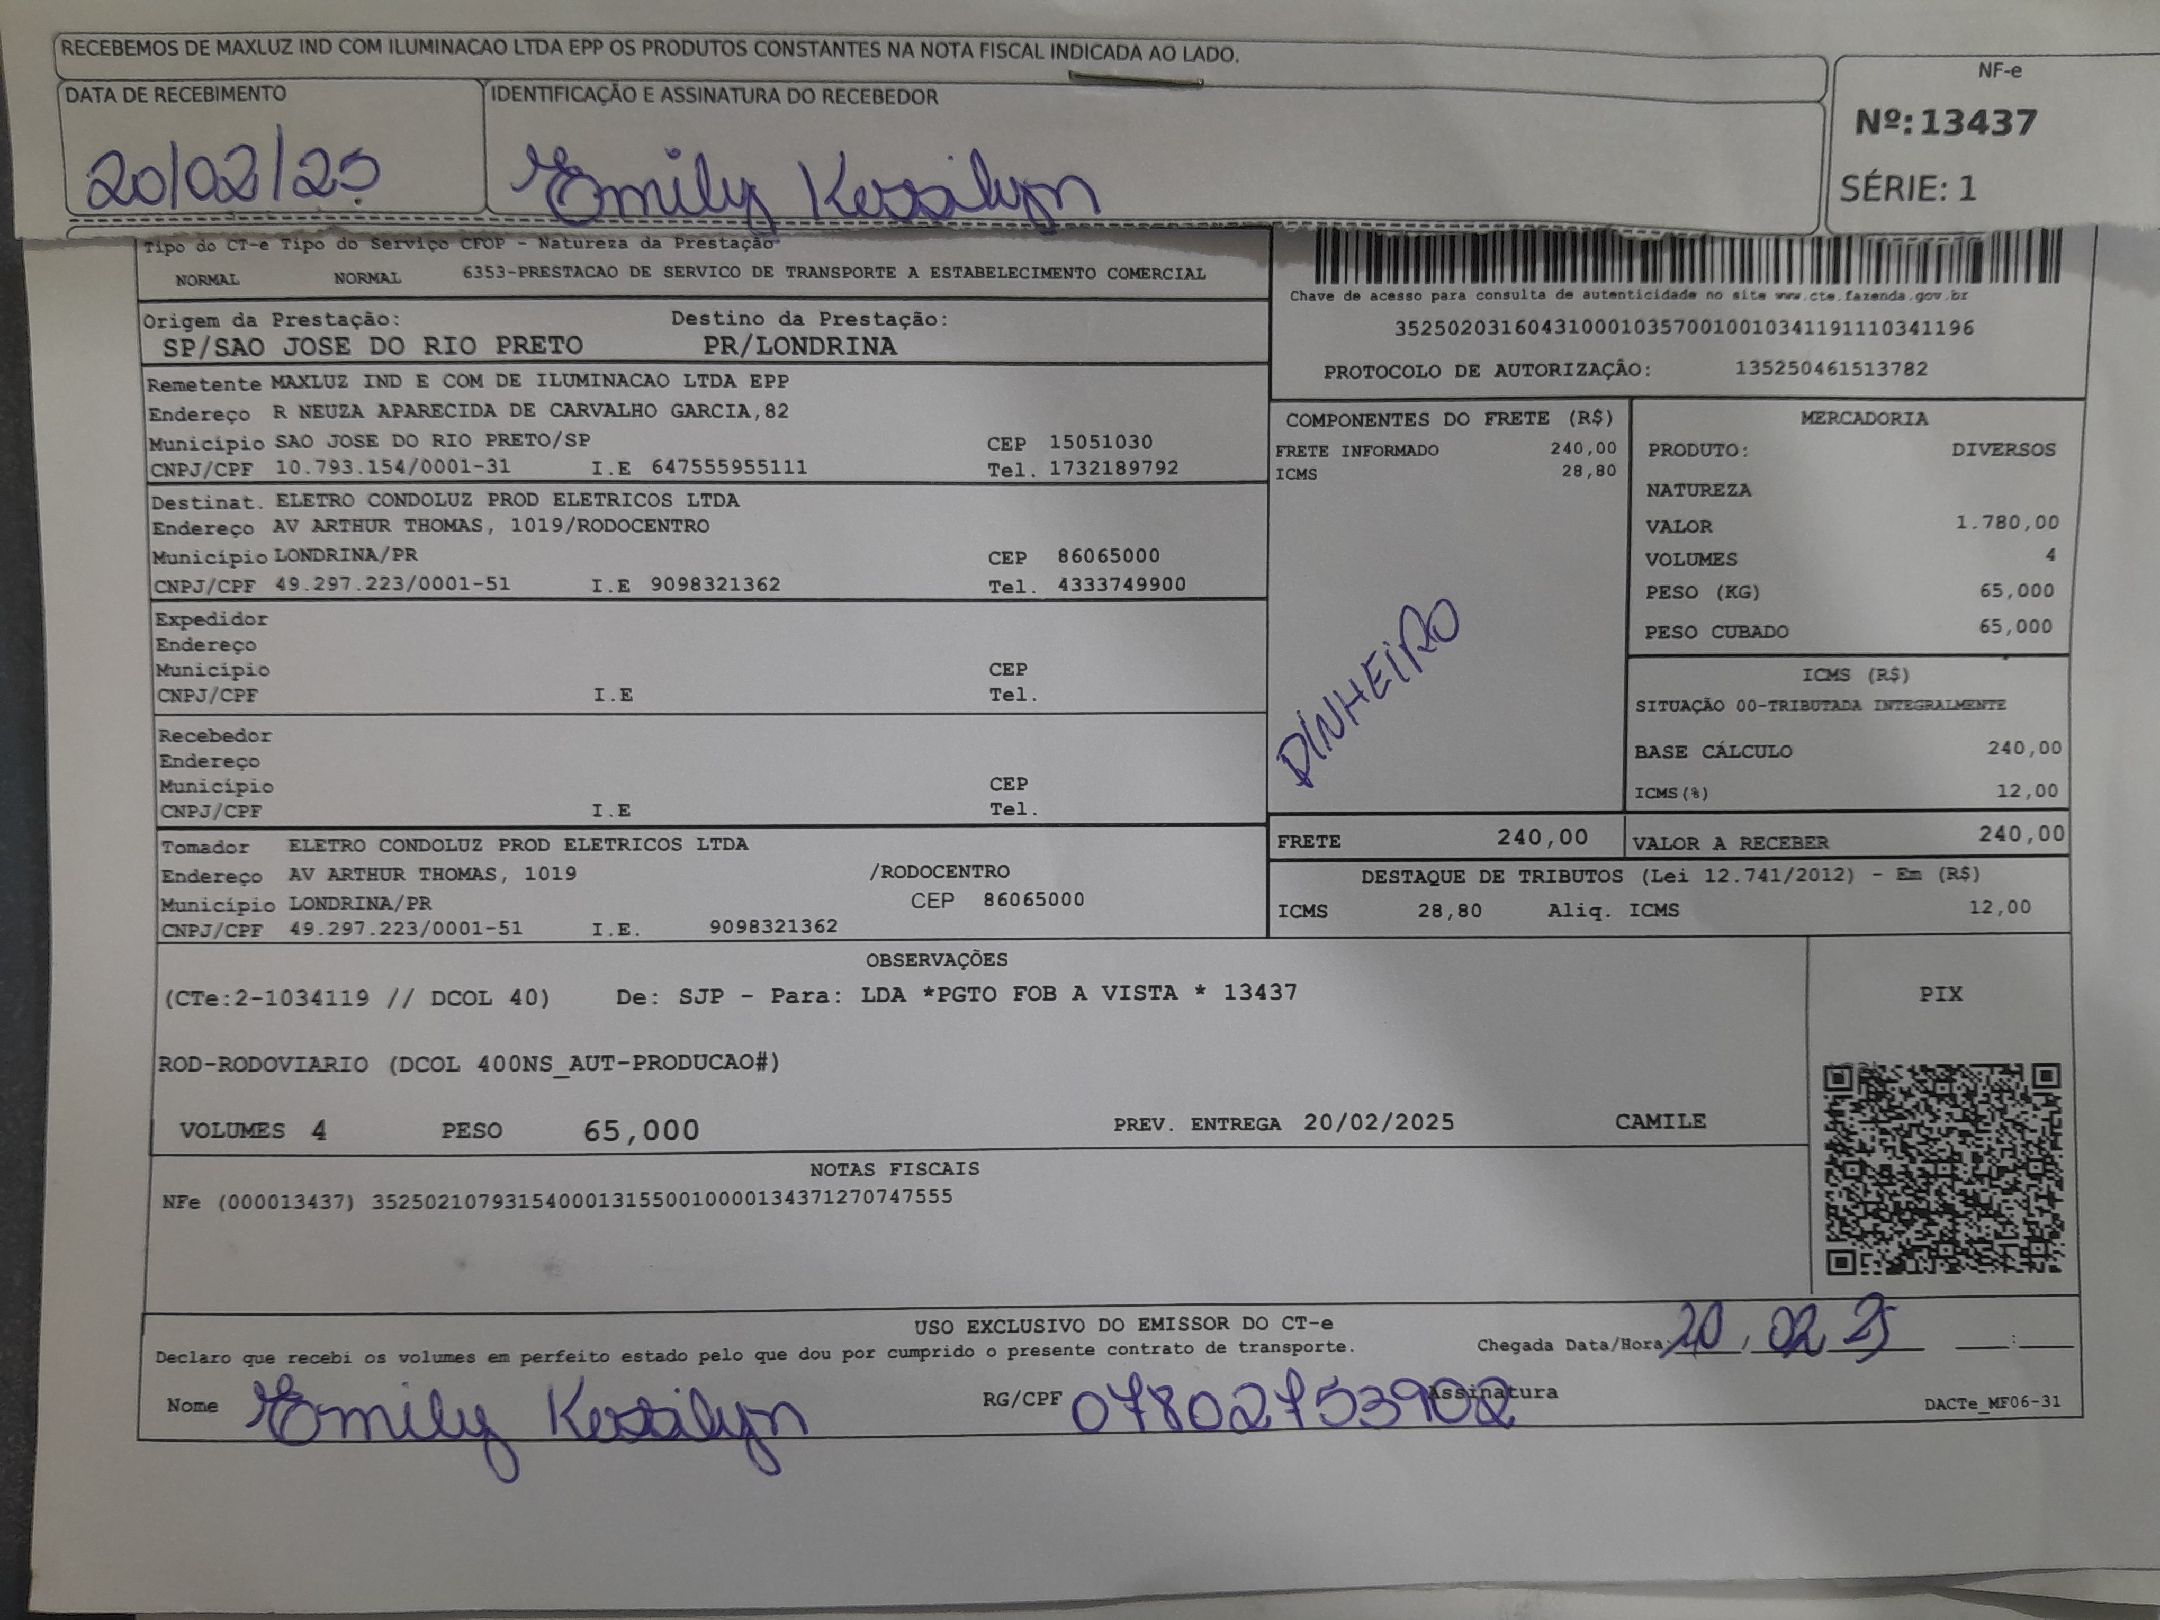 RECEBEMOS DE MAXLUZ IND COM ILUMINACAO LTDA EPP OS PRODUTOS CONSTANTES NA NOTA FISCAL INDICADA AO LADO.
DATA DE RECEBIMENTO
20/02/25
IDENTIFICAÇÃO E ASSINATURA DO RECEBEDOR
Emily Kessilyn
NF-e
Nº:13437
SÉRIE: 1
Tipo do CT-e Tipo do Serviço CFOP - Natureza da Prestação
NORMAL NORMAL 6353-PRESTACAO DE SERVICO DE TRANSPORTE A ESTABELECIMENTO COMERCIAL
Chave de acesso para consulta de autenticidade no site www.cte.fazenda.gov.br
35250203160431000103570010010341191110341196
PROTOCOLO DE AUTORIZAÇÃO: 135250461513782
Origem da Prestação: Destino da Prestação:
SP/SAO JOSE DO RIO PRETO PR/LONDRINA
Remetente MAXLUZ IND E COM DE ILUMINACAO LTDA EPP
Endereço R NEUZA APARECIDA DE CARVALHO GARCIA,82
Município SAO JOSE DO RIO PRETO/SP CEP 15051030
CNPJ/CPF 10.793.154/0001-31 I.E 647555955111 Tel. 1732189792
Destinat. ELETRO CONDOLUZ PROD ELETRICOS LTDA
Endereço AV ARTHUR THOMAS, 1019/RODOCENTRO
Município LONDRINA/PR CEP 86065000
CNPJ/CPF 49.297.223/0001-51 I.E 9098321362 Tel. 4333749900
Expedidor
Endereço
Município CEP
CNPJ/CPF I.E Tel.
Recebedor
Endereço
Município CEP
CNPJ/CPF I.E Tel.
Tomador ELETRO CONDOLUZ PROD ELETRICOS LTDA
Endereço AV ARTHUR THOMAS, 1019 /RODOCENTRO
Município LONDRINA/PR CEP 86065000
CNPJ/CPF 49.297.223/0001-51 I.E. 9098321362
COMPONENTES DO FRETE (R$)
FRETE INFORMADO 240,00
ICMS 28,80
DINHEIRO
MERCADORIA
PRODUTO: DIVERSOS
NATUREZA
VALOR 1.780,00
VOLUMES 4
PESO (KG) 65,000
PESO CUBADO 65,000
ICMS (R$)
SITUAÇÃO 00-TRIBUTADA INTEGRALMENTE
BASE CÁLCULO 240,00
ICMS(%) 12,00
FRETE 240,00 VALOR A RECEBER 240,00
DESTAQUE DE TRIBUTOS (Lei 12.741/2012) - Em (R$)
ICMS 28,80 Aliq. ICMS 12,00
OBSERVAÇÕES
(CTe:2-1034119 // DCOL 40) De: SJP - Para: LDA *PGTO FOB A VISTA * 13437
ROD-RODOVIARIO (DCOL 400NS_AUT-PRODUCAO#)
VOLUMES 4 PESO 65,000 PREV. ENTREGA 20/02/2025 CAMILE
PIX
NOTAS FISCAIS
NFe (000013437) 35250210793154000131550010000134371270747555
USO EXCLUSIVO DO EMISSOR DO CT-e
Declaro que recebi os volumes em perfeito estado pelo que dou por cumprido o presente contrato de transporte.
Chegada Data/Hora 20/02 25 :
Nome Emily Kessilyn RG/CPF 07802753902 Assinatura
DACTe_MF06-31